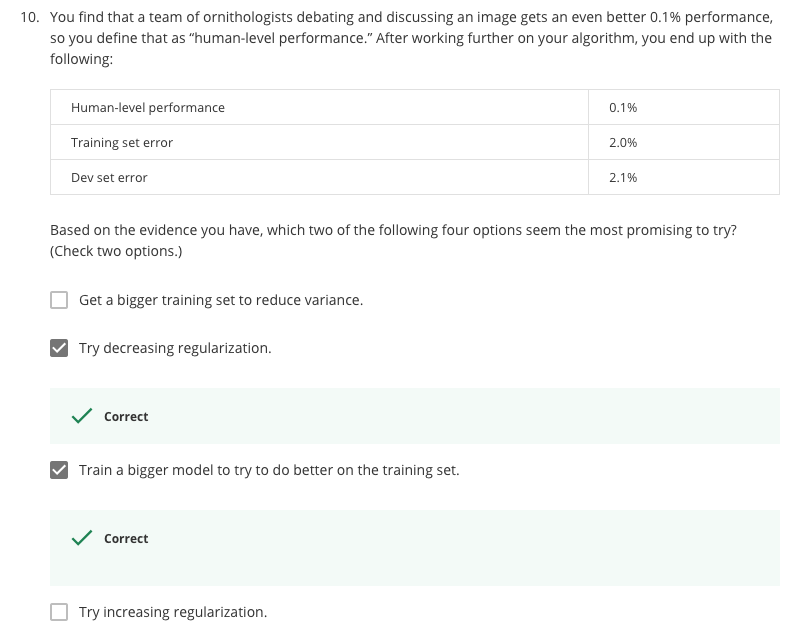 10. You find that a team of ornithologists debating and discussing an image gets an even better 0.1% performance,
so you define that as “human-level performance.” After working further on your algorithm, you end up with the
following:
Human-level performance 0.1%
Training set error 2.0%
Dev set error 2.1%
Based on the evidence you have, which two of the following four options seem the most promising to try?
(Check two options.)
Get a bigger training set to reduce variance.
Try decreasing regularization.
Correct
Train a bigger model to try to do better on the training set.
Correct
Try increasing regularization.